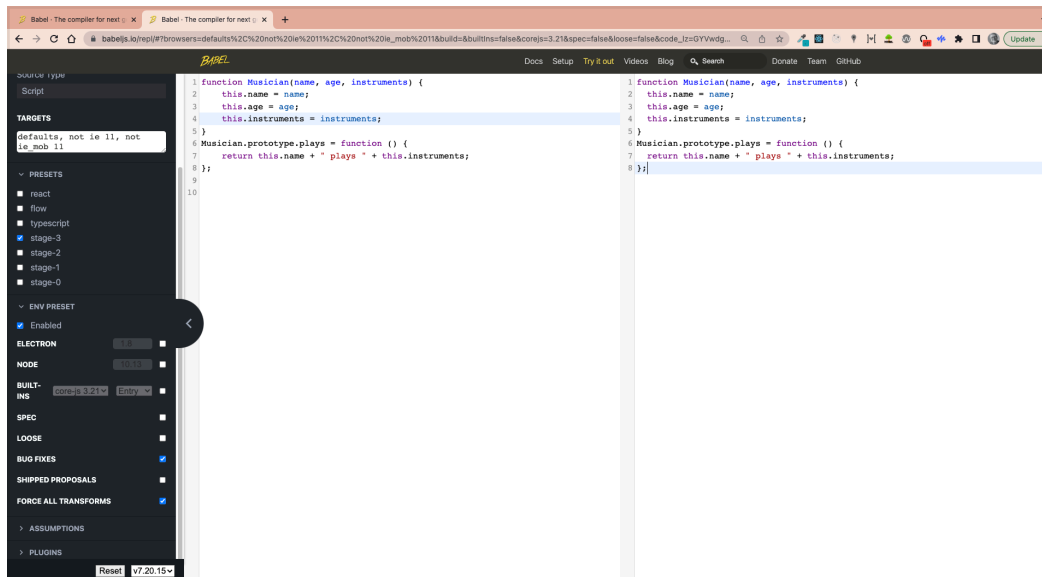 Babel · The compiler for next g
Babel · The compiler for next g
babeljs.io/repl/#?browsers=defaults%2C%20not%20ie%2011%2C%20not%20ie_mob%2011&build=&builtIns=false&corejs=3.21&spec=false&loose=false&code_lz=GYVwdg...
Update
BABEL
Docs Setup Try it out Videos Blog Search Donate Team GitHub
Source Type
Script
TARGETS
defaults, not ie 11, not
ie_mob 11
PRESETS
react
flow
typescript
stage-3
stage-2
stage-1
stage-0
ENV PRESET
Enabled
ELECTRON 1.8
NODE 10.13
BUILT-
INS core-js 3.21 Entry
SPEC
LOOSE
BUG FIXES
SHIPPED PROPOSALS
FORCE ALL TRANSFORMS
ASSUMPTIONS
PLUGINS
Reset v7.20.15
1 function Musician(name, age, instruments) {
2     this.name = name;
3     this.age = age;
4     this.instruments = instruments;
5 }
6 Musician.prototype.plays = function () {
7     return this.name + " plays " + this.instruments;
8 };
9
10
1 function Musician(name, age, instruments) {
2   this.name = name;
3   this.age = age;
4   this.instruments = instruments;
5 }
6 Musician.prototype.plays = function () {
7   return this.name + " plays " + this.instruments;
8 };